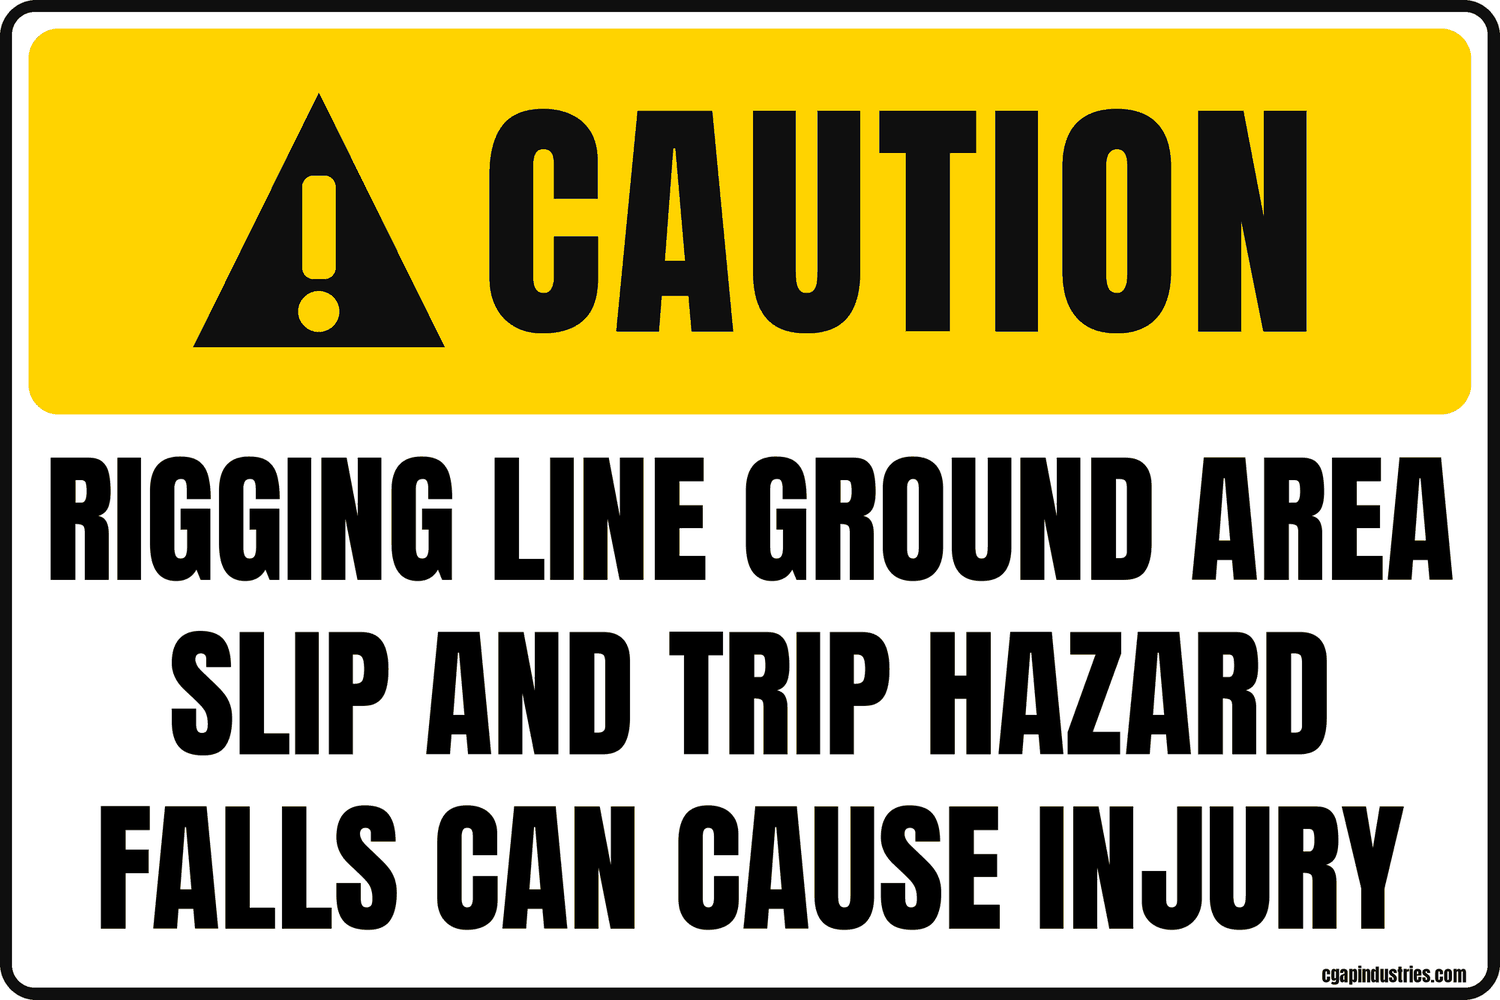 CAUTION
RIGGING LINE GROUND AREA
SLIP AND TRIP HAZARD
FALLS CAN CAUSE INJURY
cgapindustries.com